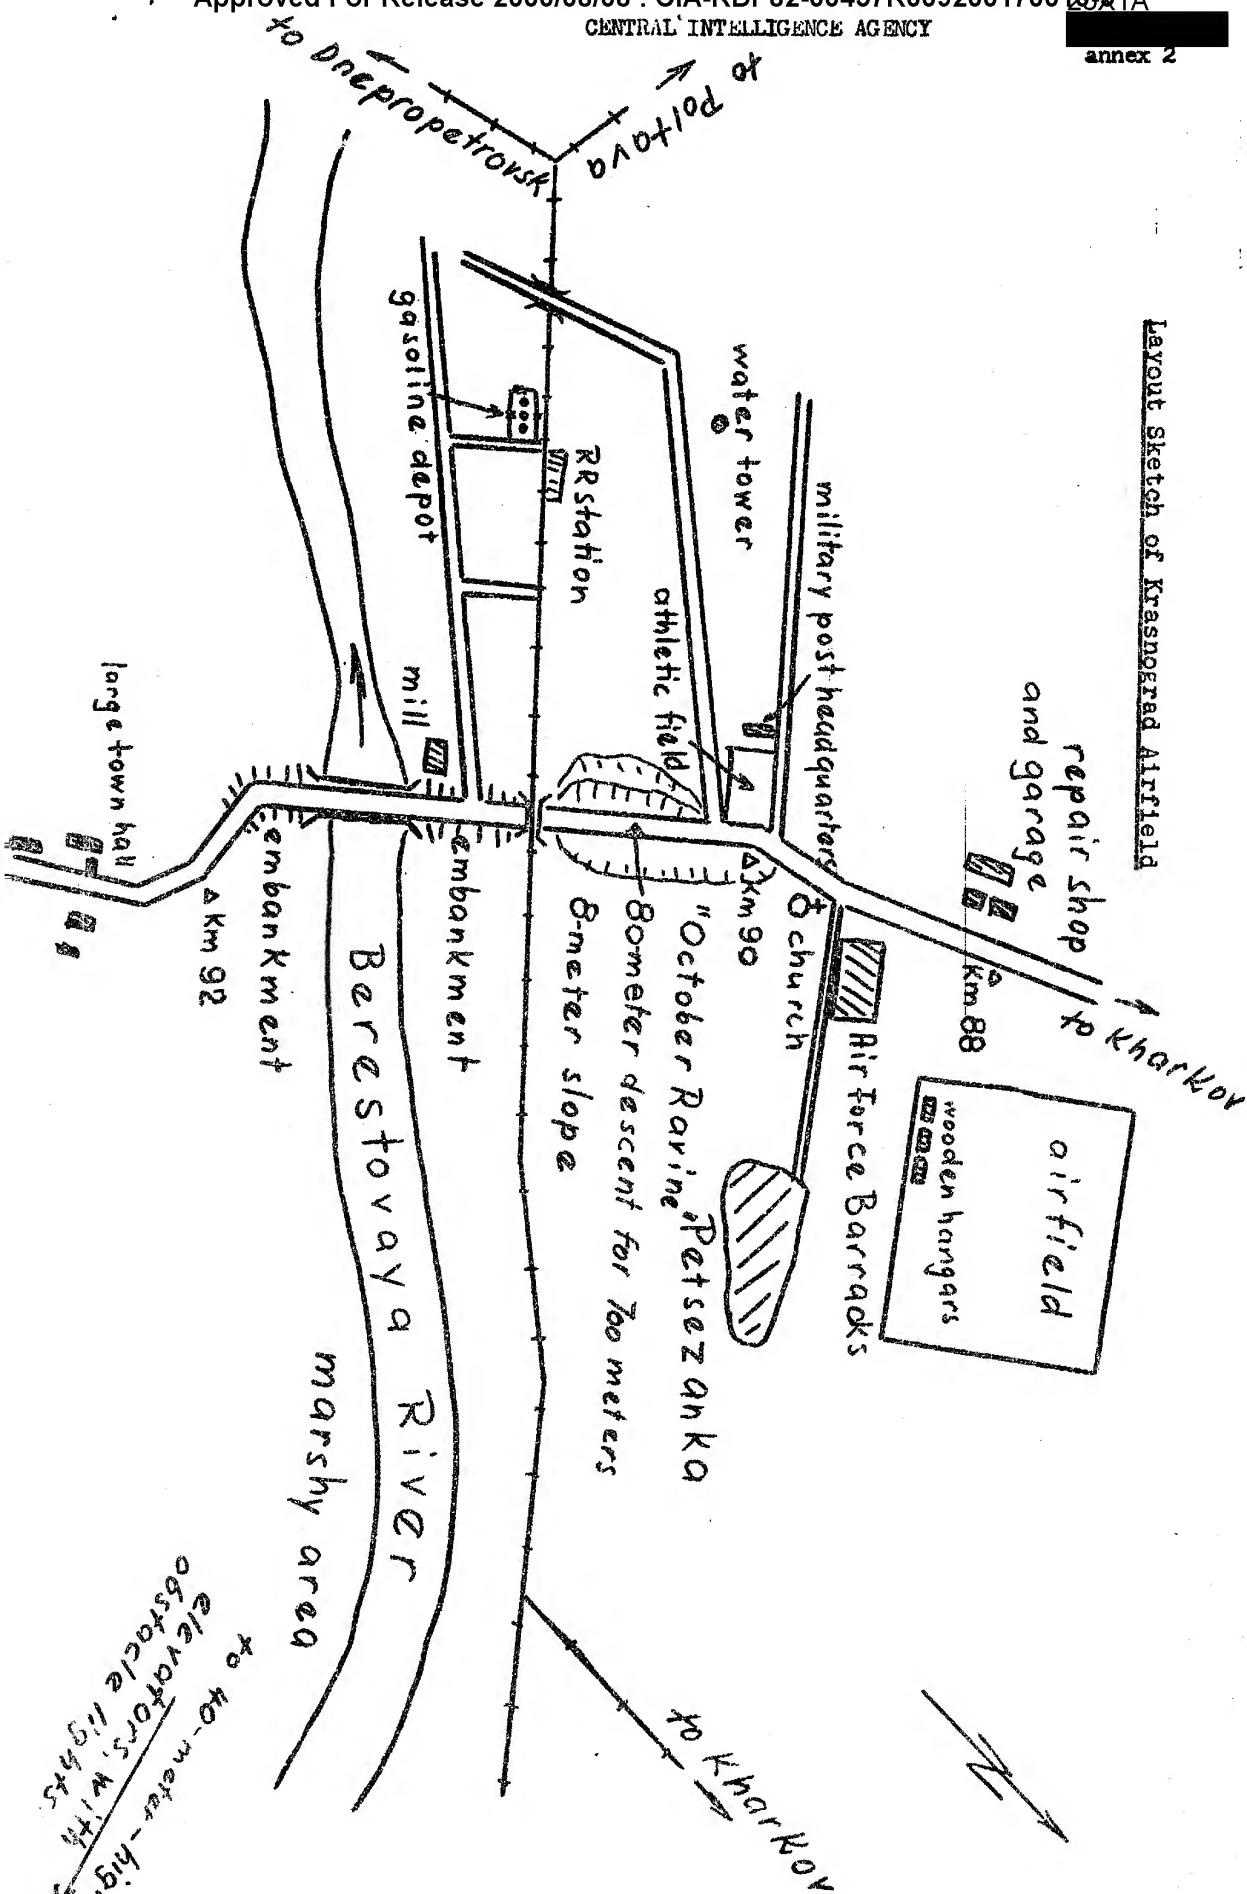 Approved For Release
CENTRAL INTELLIGENCE AGENCY
annex 2
Layout Sketch of Krasnograd Airfield
to Dnepropetrovsk
to Poltava
gasoline depot
RR station
water tower
military post headquarters
athletic field
repair shop
and garage
Km 88
to Kharkov
mill
large town hall
embankment
embankment
Km 92
Km 90
church
Air Force Barracks
airfield
wooden hangars
"October Ravine"
80 meter descent for 700 meters
8-meter slope
Petsezanka
Berestovaya River
marshy area
to Kharkov
to 40-meter-
elevators, with
obstacle lights.